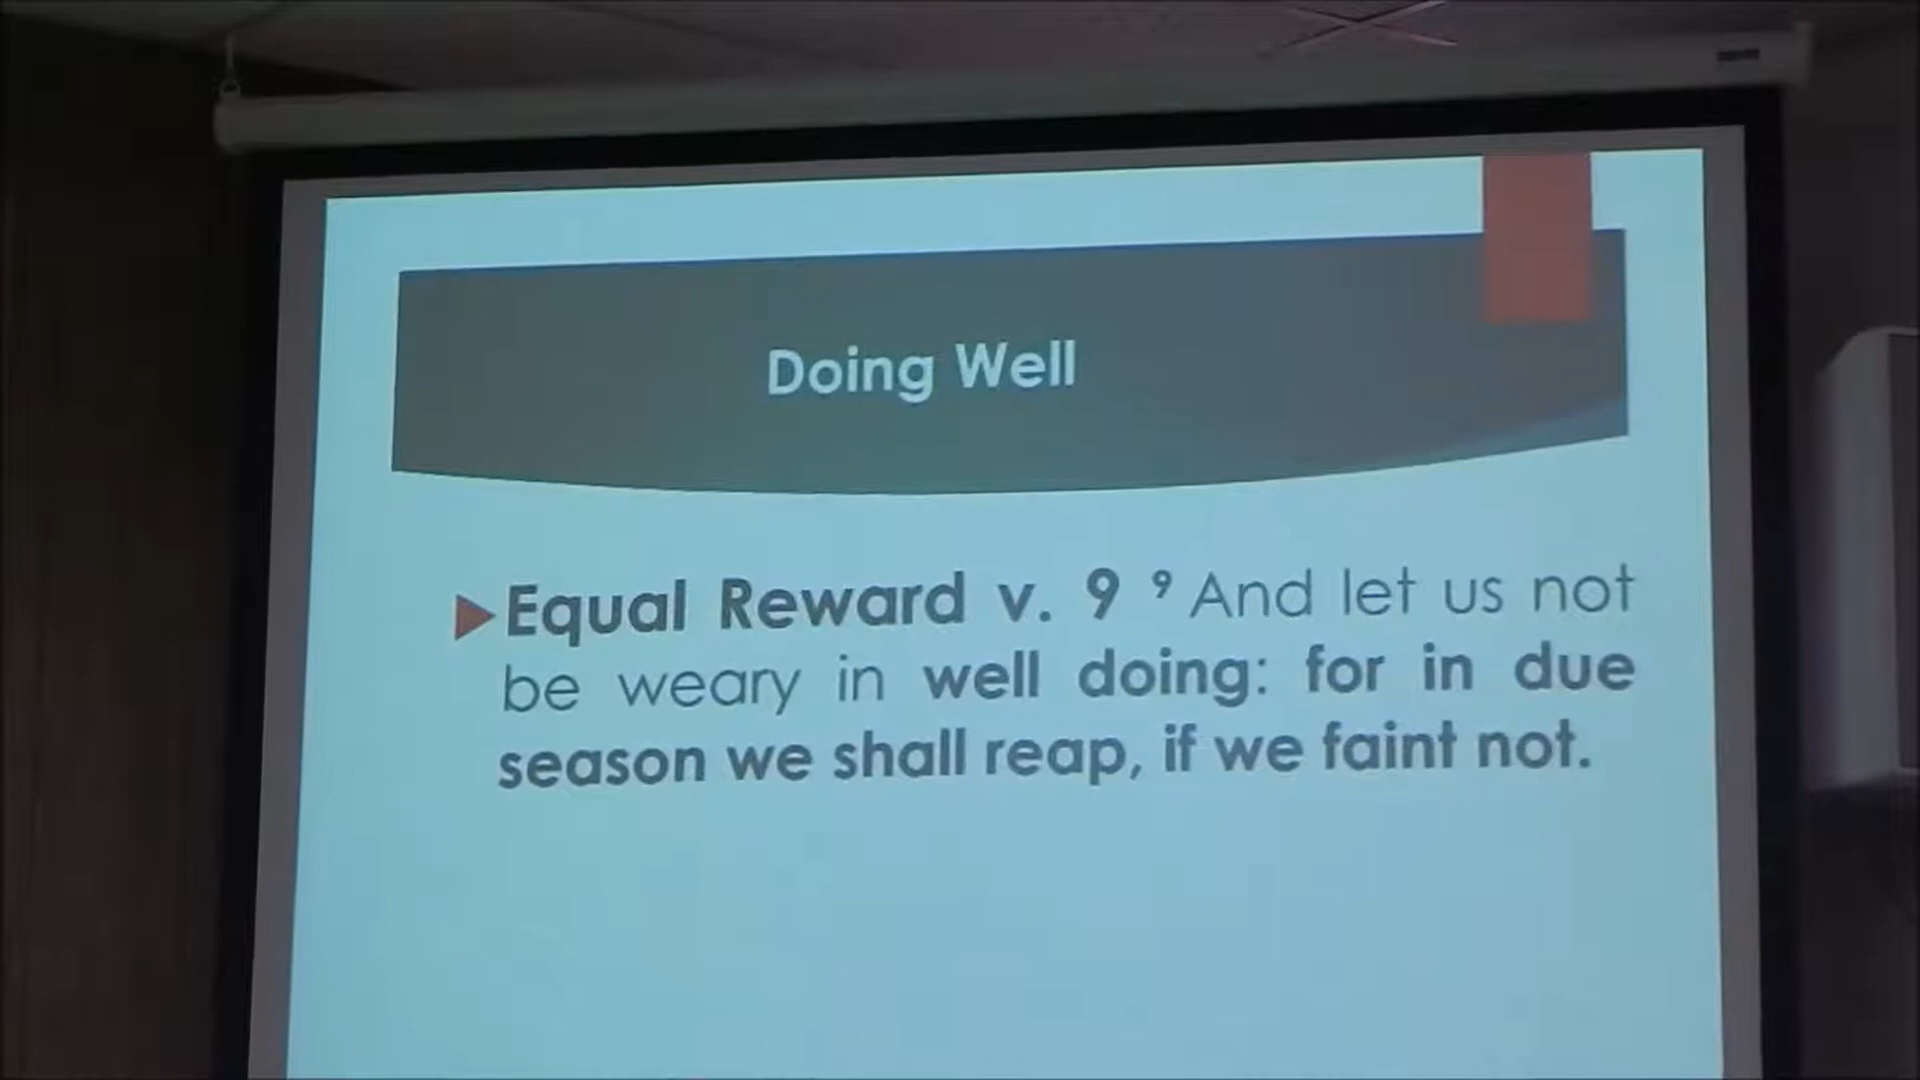 Doing Well
Equal Reward v. 9 ⁹ And let us not
be weary in well doing: for in due
season we shall reap, if we faint not.